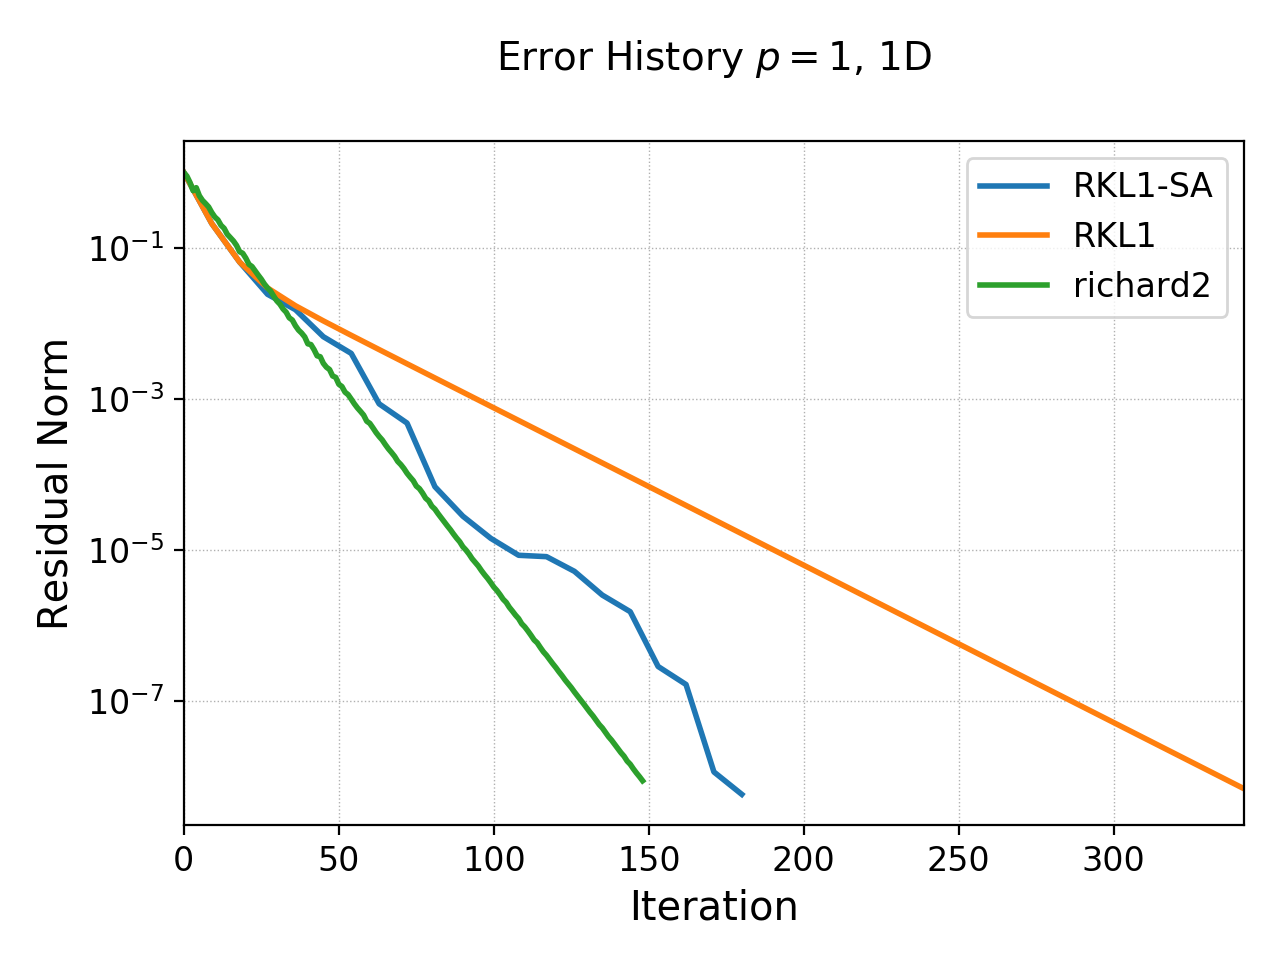 Error History p = 1, 1D
RKL1-SA
RKL1
richard2
Residual Norm
10⁻¹
10⁻³
10⁻⁵
10⁻⁷
0 50 100 150 200 250 300
Iteration